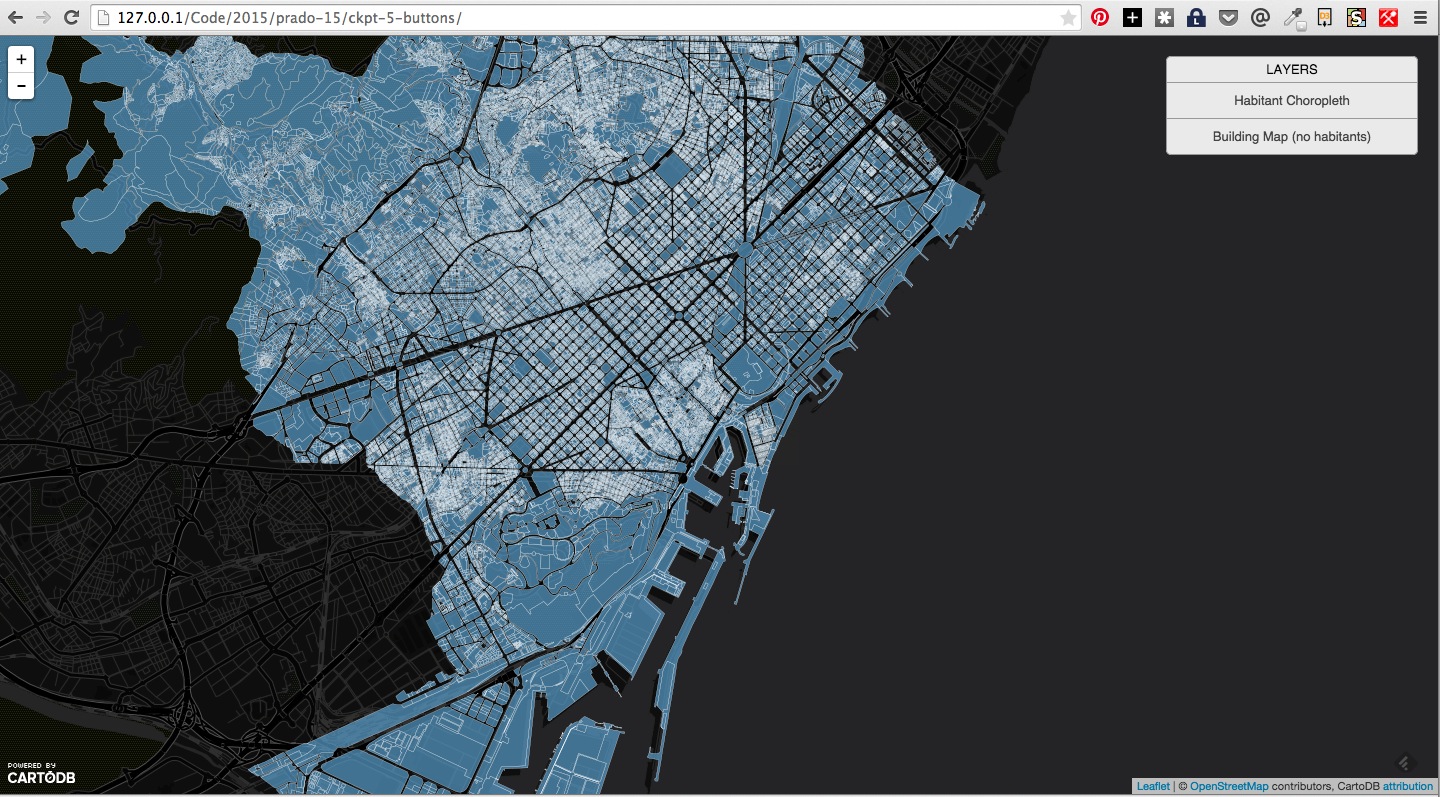 127.0.0.1/Code/2015/prado-15/ckpt-5-buttons/
+
-
LAYERS
Habitant Choropleth
Building Map (no habitants)
POWERED BY
CARTODB
Leaflet | © OpenStreetMap contributors, CartoDB attribution